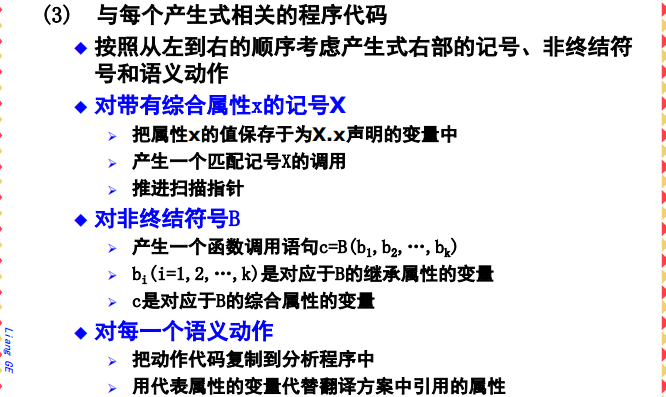 (3) 与每个产生式相关的程序代码
按照从左到右的顺序考虑产生式右部的记号、非终结符
号和语义动作
对带有综合属性x的记号X
把属性x的值保存于为X.x声明的变量中
产生一个匹配记号X的调用
推进扫描指针
对非终结符号B
产生一个函数调用语句c=B(b₁,b₂,…,bₖ)
bᵢ(i=1,2,…,k)是对应于B的继承属性的变量
c是对应于B的综合属性的变量
对每一个语义动作
把动作代码复制到分析程序中
用代表属性的变量代替翻译方案中引用的属性
Liang GE